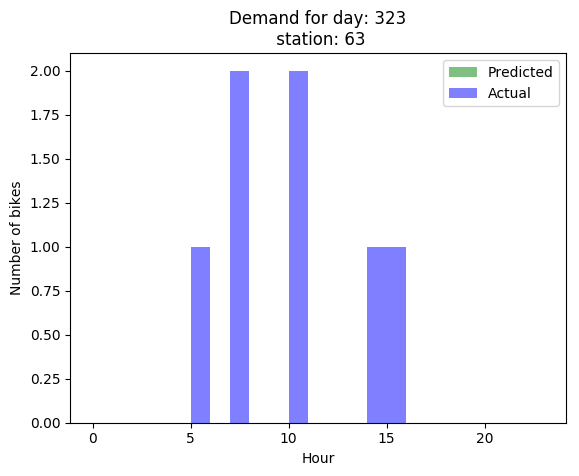 Demand for day: 323
station: 63
Predicted
Actual
2.00
1.75
1.50
1.25
1.00
0.75
0.50
0.25
0.00
Number of bikes
0 5 10 15 20
Hour